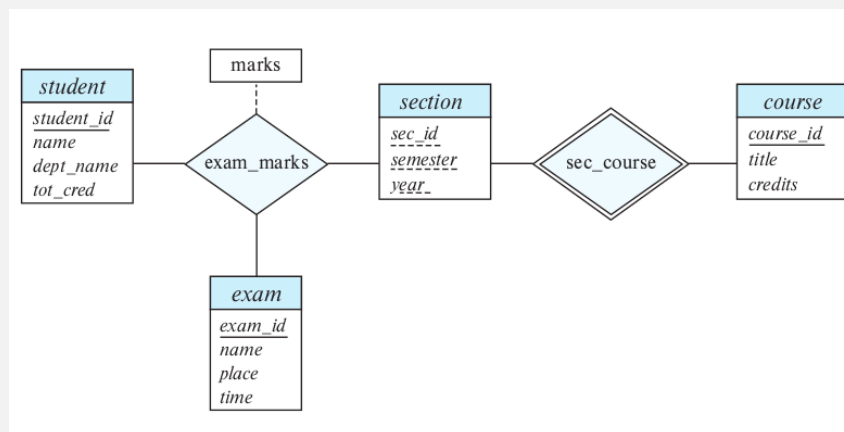 marks
student
student_id
name
dept_name
tot_cred
exam_marks
section
sec_id
semester
year
sec_course
course
course_id
title
credits
exam
exam_id
name
place
time